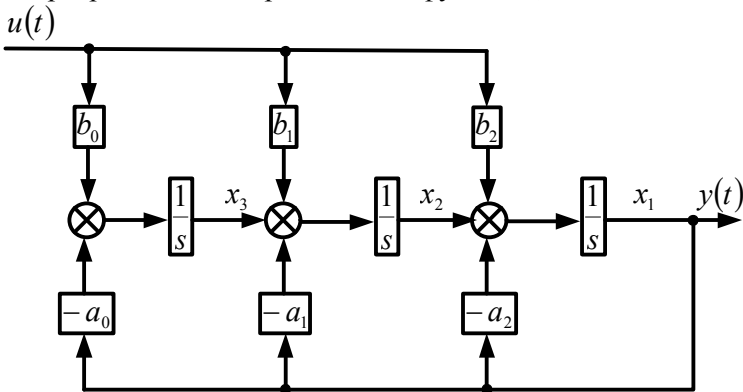 u(t)
b₀ b₁ b₂
1/s x₃ 1/s x₂ 1/s x₁ y(t)
−a₀ −a₁ −a₂